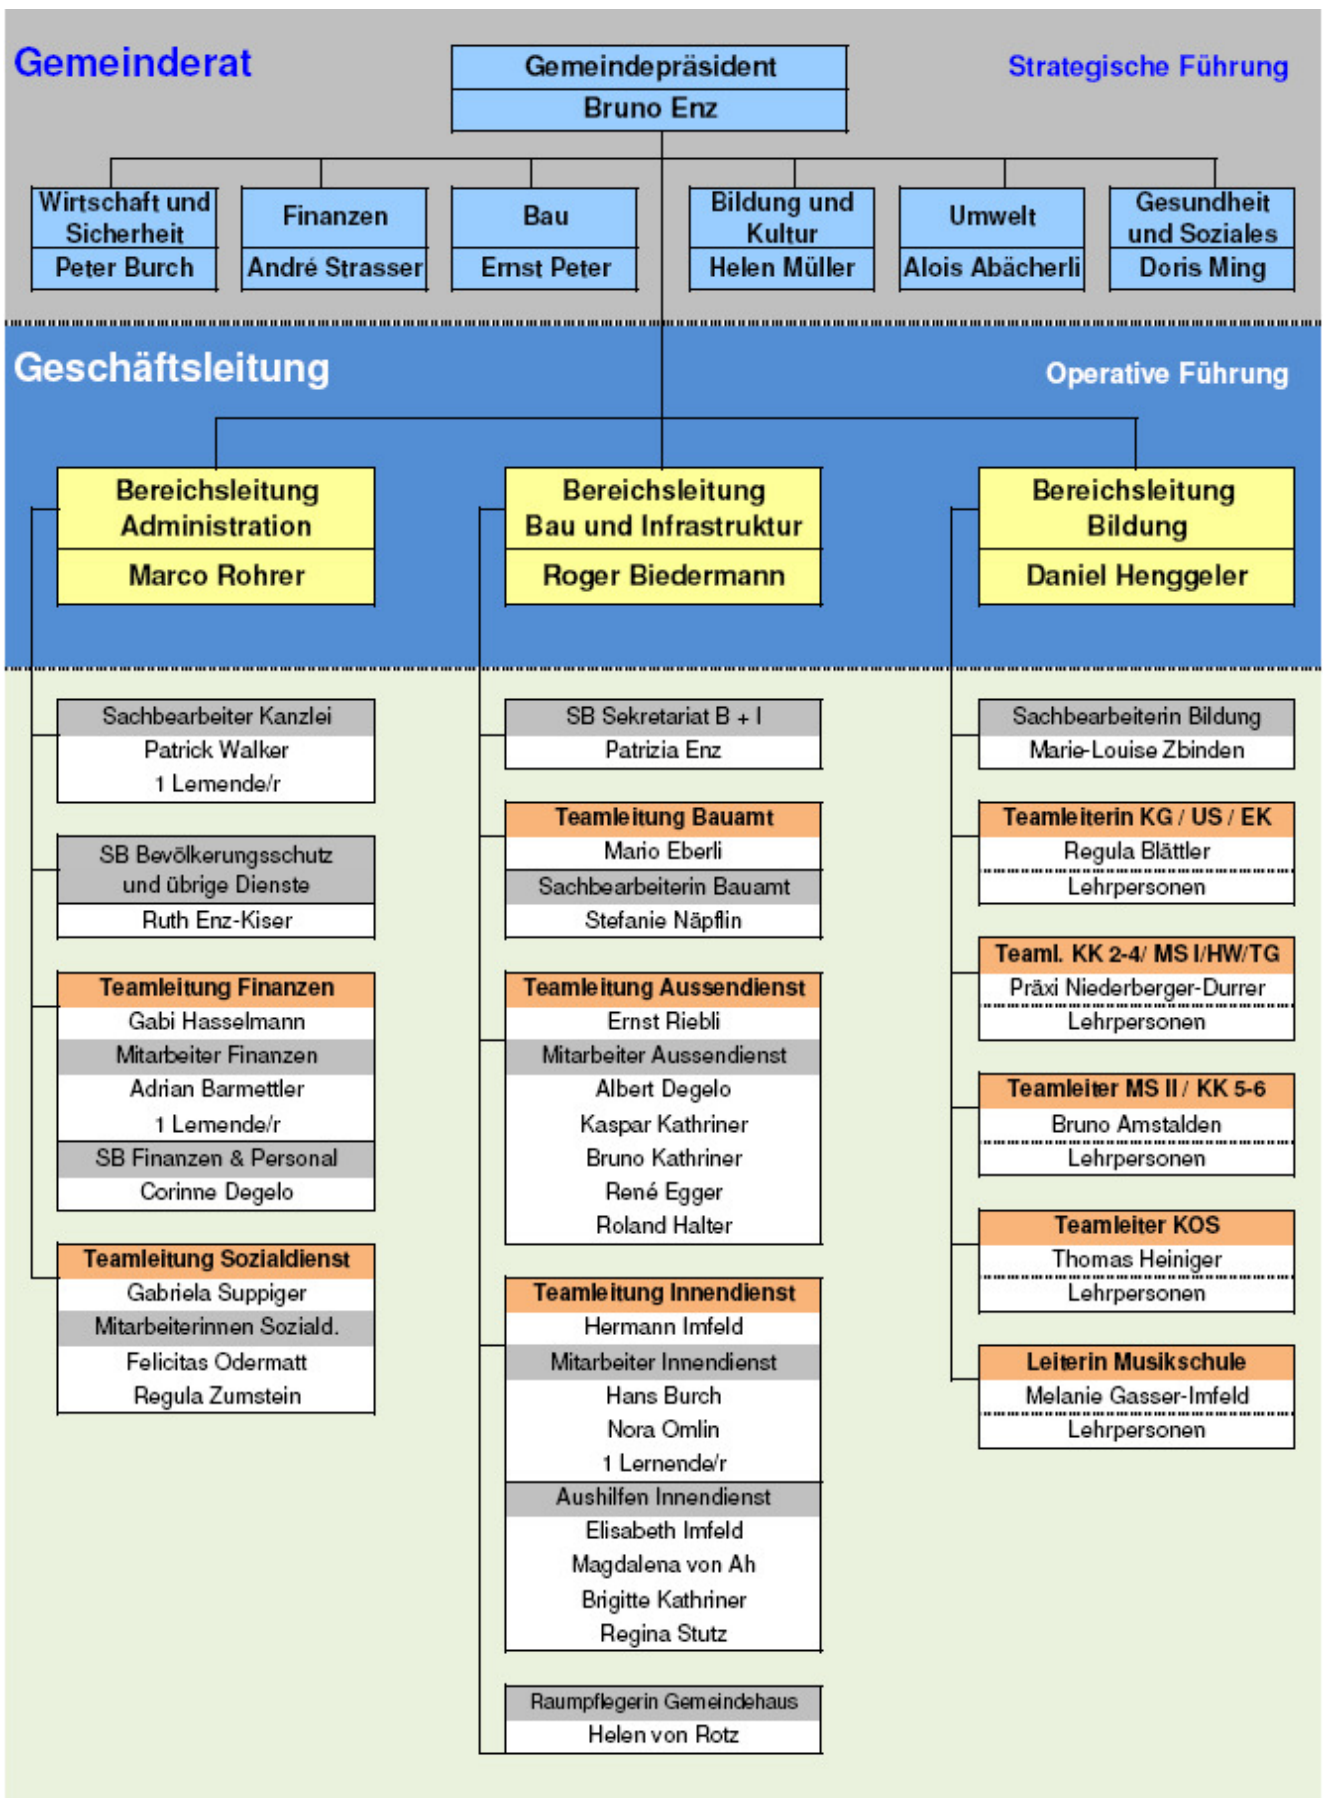 Gemeinderat
Strategische Führung
Gemeindepräsident
Bruno Enz
Wirtschaft und
Sicherheit
Peter Burch
Finanzen
André Strasser
Bau
Ernst Peter
Bildung und
Kultur
Helen Müller
Umwelt
Alois Abächerli
Gesundheit
und Soziales
Doris Ming
Geschäftsleitung
Operative Führung
Bereichsleitung
Administration
Marco Rohrer
Bereichsleitung
Bau und Infrastruktur
Roger Biedermann
Bereichsleitung
Bildung
Daniel Henggeler
Sachbearbeiter Kanzlei
Patrick Walker
1 Lernende/r
SB Bevölkerungsschutz
und übrige Dienste
Ruth Enz-Kiser
Teamleitung Finanzen
Gabi Hasselmann
Mitarbeiter Finanzen
Adrian Barmettler
1 Lernende/r
SB Finanzen & Personal
Corinne Degelo
Teamleitung Sozialdienst
Gabriela Suppiger
Mitarbeiterinnen Soziald.
Felicitas Odermatt
Regula Zumstein
SB Sekretariat B + I
Patrizia Enz
Teamleitung Bauamt
Mario Eberli
Sachbearbeiterin Bauamt
Stefanie Näpflin
Teamleitung Aussendienst
Ernst Riebli
Mitarbeiter Aussendienst
Albert Degelo
Kaspar Kathriner
Bruno Kathriner
René Egger
Roland Halter
Teamleitung Innendienst
Hermann Imfeld
Mitarbeiter Innendienst
Hans Burch
Nora Omlin
1 Lernende/r
Aushilfen Innendienst
Elisabeth Imfeld
Magdalena von Ah
Brigitte Kathriner
Regina Stutz
Raumpflegerin Gemeindehaus
Helen von Rotz
Sachbearbeiterin Bildung
Marie-Louise Zbinden
Teamleiterin KG / US / EK
Regula Blättler
Lehrpersonen
Teaml. KK 2-4/ MS I/HW/TG
Präxi Niederberger-Durrer
Lehrpersonen
Teamleiter MS II / KK 5-6
Bruno Amstalden
Lehrpersonen
Teamleiter KOS
Thomas Heiniger
Lehrpersonen
Leiterin Musikschule
Melanie Gasser-Imfeld
Lehrpersonen